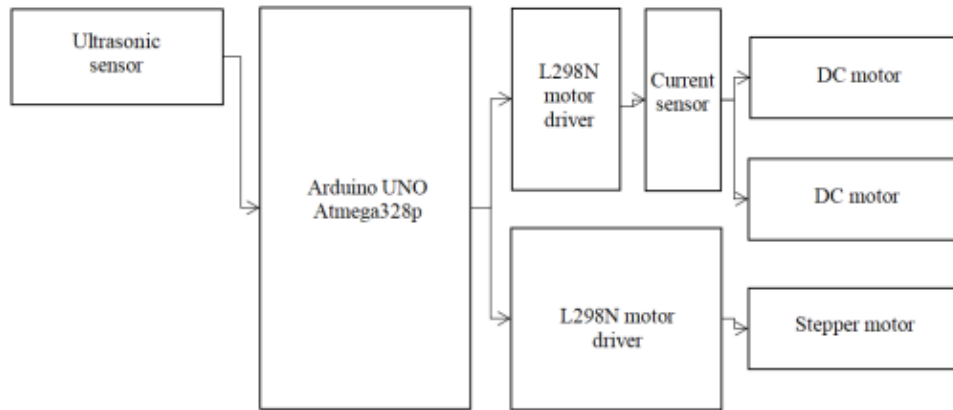 Ultrasonic
sensor
Arduino UNO
Atmega328p
L298N
motor
driver
Current
sensor
DC motor
DC motor
L298N motor
driver
Stepper motor